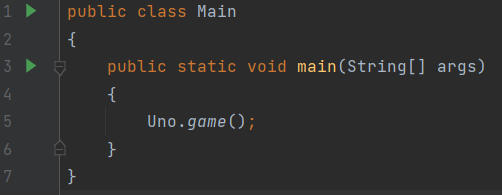 1 public class Main
2 {
3     public static void main(String[] args)
4     {
5         Uno.game();
6     }
7 }